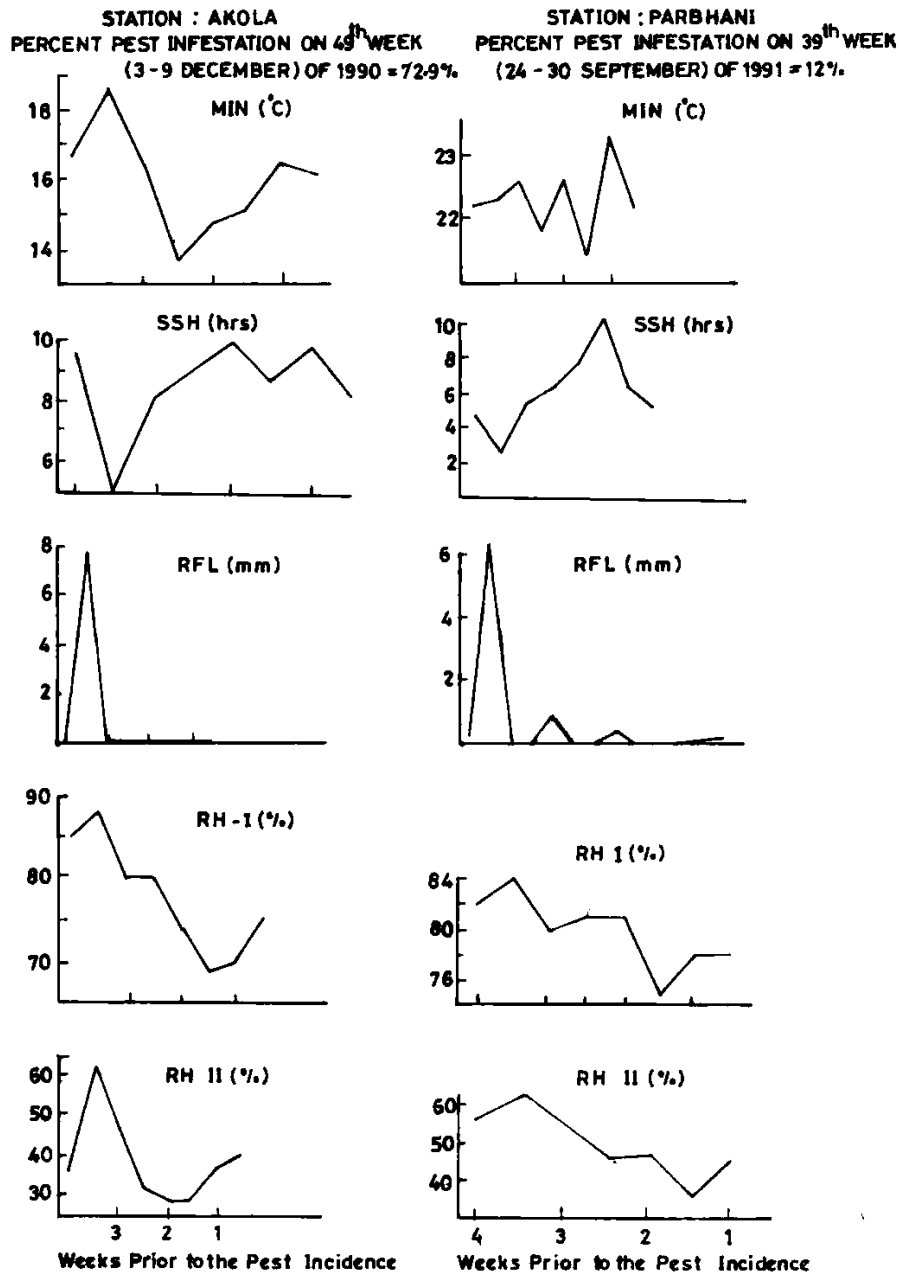 STATION : AKOLA
PERCENT PEST INFESTATION ON 49th WEEK
(3-9 DECEMBER) OF 1990 = 72.9%
MIN (°C)
18
16
14
SSH (hrs)
10
8
6
RFL (mm)
8
6
4
2
RH-I (%)
90
80
70
RH II (%)
60
50
40
30
3 2 1
Weeks Prior to the Pest Incidence
STATION : PARBHANI
PERCENT PEST INFESTATION ON 39th WEEK
(24-30 SEPTEMBER) OF 1991 = 12%
MIN (°C)
23
22
SSH (hrs)
10
8
6
4
2
RFL (mm)
6
4
2
RH I (%)
84
80
76
RH II (%)
60
50
40
4 3 2 1
Weeks Prior to the Pest Incidence